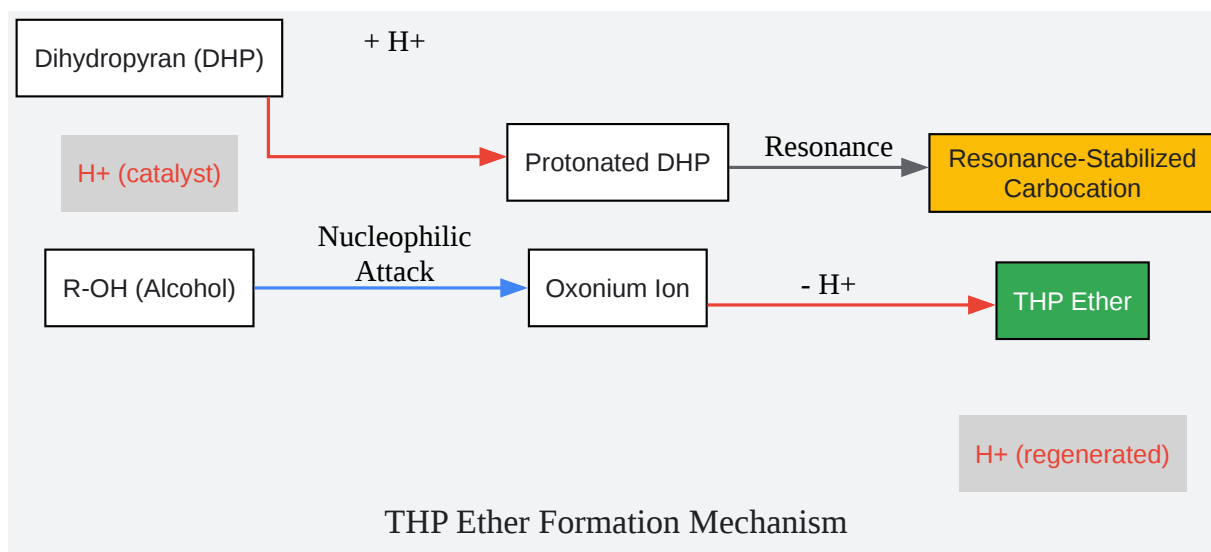 Dihydropyran (DHP)
+ H+
H+ (catalyst)
Protonated DHP
Resonance
Resonance-Stabilized
Carbocation
R-OH (Alcohol)
Nucleophilic
Attack
Oxonium Ion
- H+
THP Ether
H+ (regenerated)
THP Ether Formation Mechanism